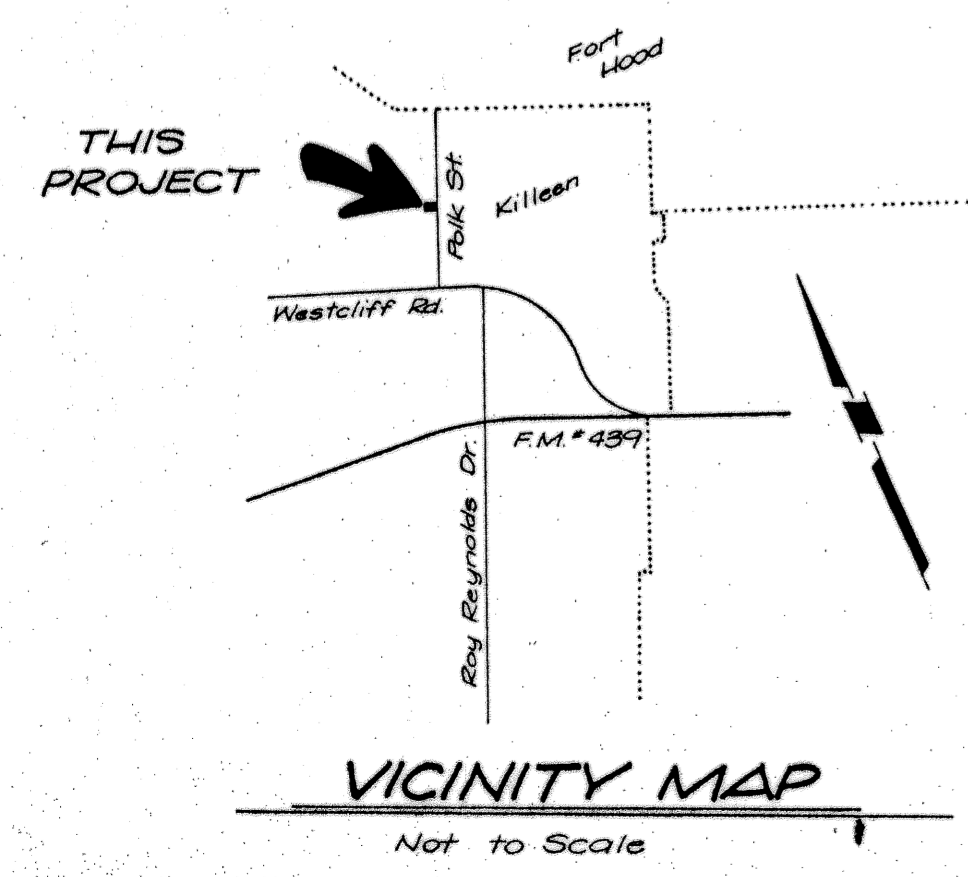 Fort
Hood
THIS
PROJECT
Polk St.
Killeen
Westcliff Rd.
F.M. # 439
Roy Reynolds Dr.
VICINITY MAP
Not to Scale